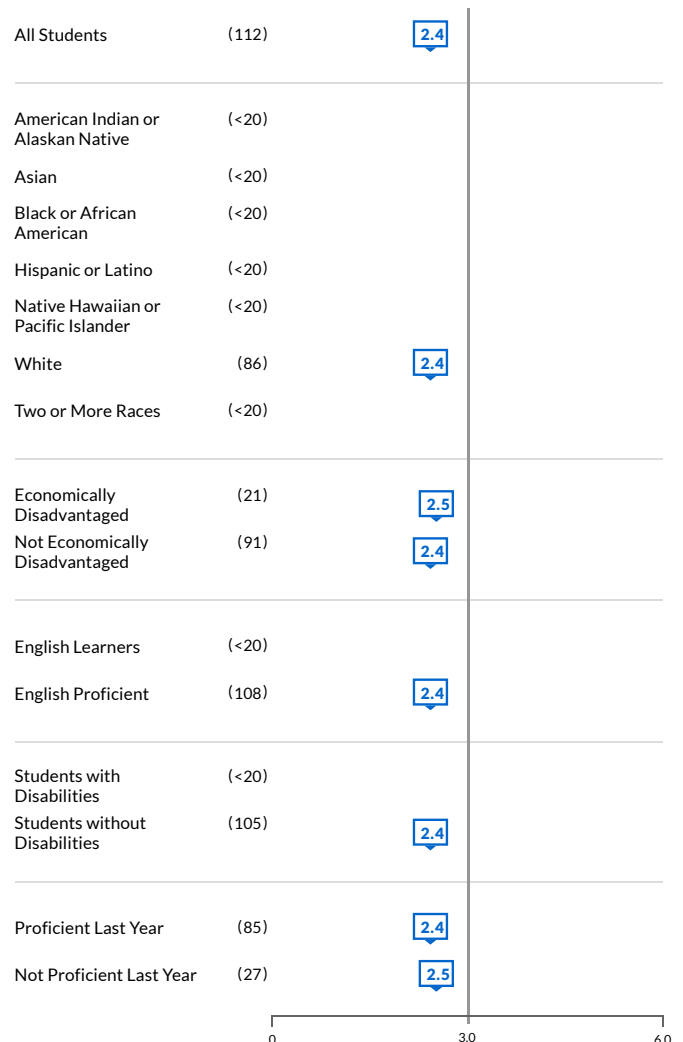 All Students (112) 2.4
American Indian or (<20)
Alaskan Native
Asian (<20)
Black or African (<20)
American
Hispanic or Latino (<20)
Native Hawaiian or (<20)
Pacific Islander
White (86) 2.4
Two or More Races (<20)
Economically (21) 2.5
Disadvantaged
Not Economically (91) 2.4
Disadvantaged
English Learners (<20)
English Proficient (108) 2.4
Students with (<20)
Disabilities
Students without (105) 2.4
Disabilities
Proficient Last Year (85) 2.4
Not Proficient Last Year (27) 2.5
0 3.0 6.0